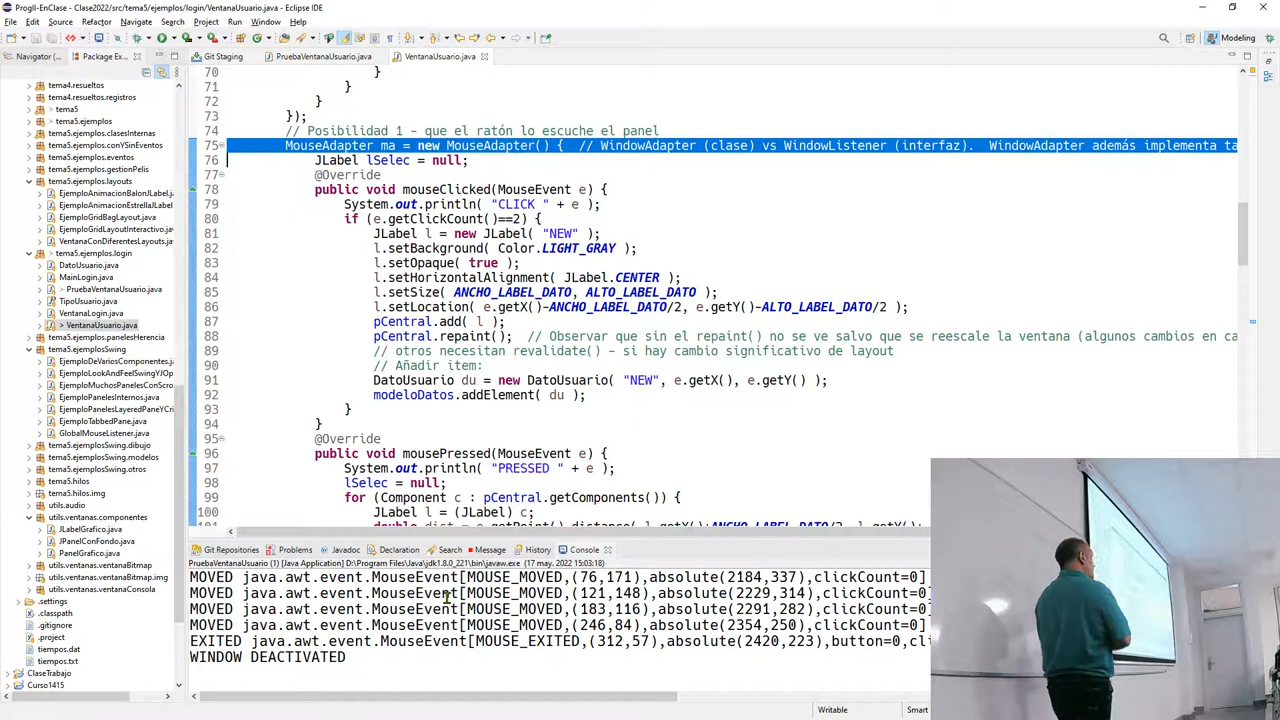 ProgII-EnClase - Clase2022/src/tema5/ejemplos/login/VentanaUsuario.java - Eclipse IDE
File Edit Source Refactor Navigate Search Project Run Window Help
Modeling
Navigator (... Package Ex...
Git Staging PruebaVentanaUsuario.java VentanaUsuario.java
tema4.resueltos
tema4.resueltos.registros
> tema5
> tema5.ejemplos
tema5.ejemplos.clasesInternas
tema5.ejemplos.conYSinEventos
tema5.ejemplos.eventos
tema5.ejemplos.gestionPelis
tema5.ejemplos.layouts
EjemploAnimacionBalonJLabel.ja
EjemploAnimacionEstrellaJLabel
EjemploGridBagLayout.java
EjemploGridLayoutInteractivo.java
VentanaConDiferentesLayouts.java
> tema5.ejemplos.login
DatoUsuario.java
MainLogin.java
> PruebaVentanaUsuario.java
TipoUsuario.java
VentanaLogin.java
> VentanaUsuario.java
tema5.ejemplos.panelesHerencia
tema5.ejemplosSwing
EjemploDeVariosComponentes.ja
EjemploLookAndFeelSwingYJOp
EjemploMuchosPanelesConScro
EjemploPanelesInternos.java
EjemploPanelesLayeredPaneYCri
EjemploTabbedPane.java
GlobalMouseListener.java
tema5.ejemplosSwing.dibujo
tema5.ejemplosSwing.modelos
tema5.ejemplosSwing.otros
tema5.hilos
tema5.hilos.img
utils.audio
utils.ventanas.componentes
JLabelGrafico.java
JPanelConFondo.java
PanelGrafico.java
utils.ventanas.ventanaBitmap
utils.ventanas.ventanaBitmap.img
utils.ventanas.ventanaConsola
.settings
.classpath
.gitignore
.project
tiempos.dat
tiempos.txt
ClaseTrabajo
Curso1415
70 }
71 }
72 }
73 });
74 // Posibilidad 1 - que el ratón lo escuche el panel
75 MouseAdapter ma = new MouseAdapter() { // WindowAdapter (clase) vs WindowListener (interfaz). WindowAdapter además implementa ta
76 JLabel lSelec = null;
77 @Override
78 public void mouseClicked(MouseEvent e) {
79 System.out.println( "CLICK " + e );
80 if (e.getClickCount()==2) {
81 JLabel l = new JLabel( "NEW" );
82 l.setBackground( Color.LIGHT_GRAY );
83 l.setOpaque( true );
84 l.setHorizontalAlignment( JLabel.CENTER );
85 l.setSize( ANCHO_LABEL_DATO, ALTO_LABEL_DATO );
86 l.setLocation( e.getX()-ANCHO_LABEL_DATO/2, e.getY()-ALTO_LABEL_DATO/2 );
87 pCentral.add( l );
88 pCentral.repaint(); // Observar que sin el repaint() no se ve salvo que se reescale la ventana (algunos cambios en ca
89 // otros necesitan revalidate() - si hay cambio significativo de layout
90 // Añadir item:
91 DatoUsuario du = new DatoUsuario( "NEW", e.getX(), e.getY() );
92 modeloDatos.addElement( du );
93 }
94 }
95 @Override
96 public void mousePressed(MouseEvent e) {
97 System.out.println( "PRESSED " + e );
98 lSelec = null;
99 for (Component c : pCentral.getComponents()) {
100 JLabel l = (JLabel) c;
Git Repositories Problems Javadoc Declaration Search Message History Console
PruebaVentanaUsuario (1) [Java Application] D:\Program Files\Java\jdk1.8.0_221\bin\javaw.exe (17 may. 2022 15:03:18)
MOVED java.awt.event.MouseEvent[MOUSE_MOVED,(76,171),absolute(2184,337),clickCount=0]
MOVED java.awt.event.MouseEvent[MOUSE_MOVED,(121,148),absolute(2229,314),clickCount=0]
MOVED java.awt.event.MouseEvent[MOUSE_MOVED,(183,116),absolute(2291,282),clickCount=0]
MOVED java.awt.event.MouseEvent[MOUSE_MOVED,(246,84),absolute(2354,250),clickCount=0]
EXITED java.awt.event.MouseEvent[MOUSE_EXITED,(312,57),absolute(2420,223),button=0,cli
WINDOW DEACTIVATED
Writable Smart